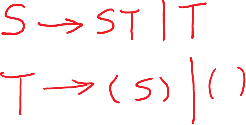 S → ST | T
T → (S) | ()